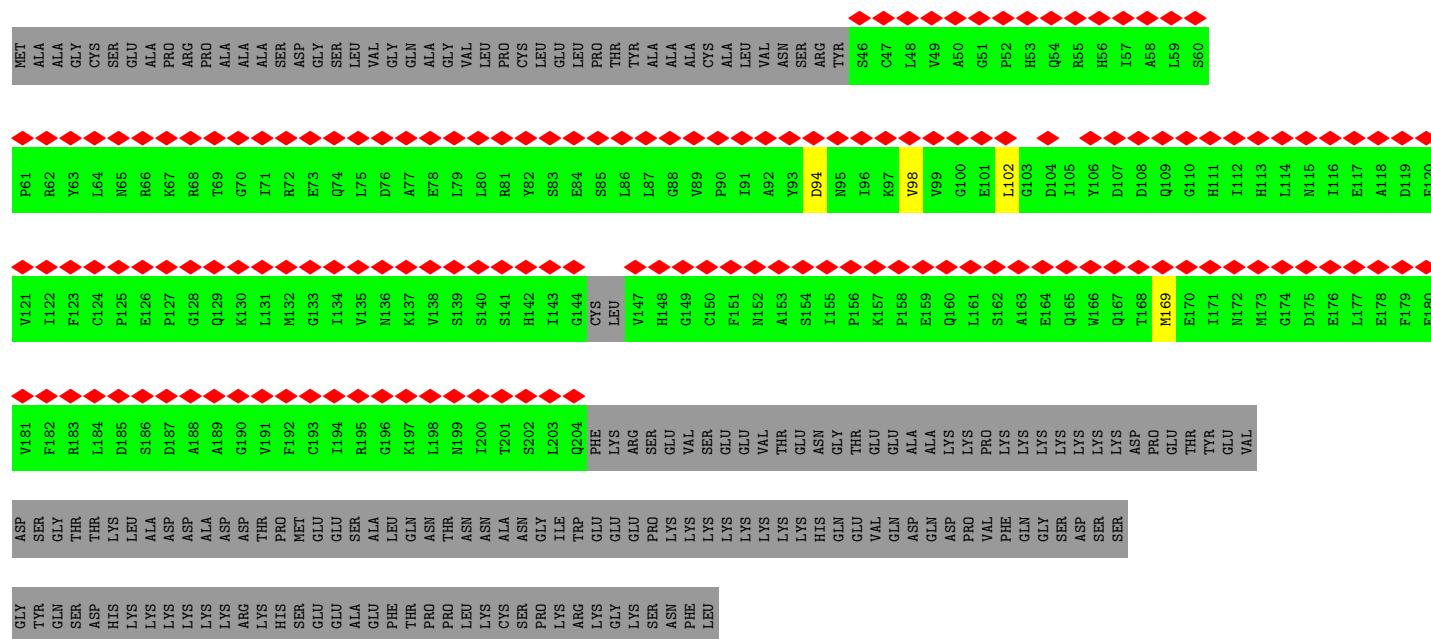 MET ALA ALA GLY CYS SER GLU ALA PRO ARG PRO ALA ALA ALA SER ASP GLY SER LEU VAL GLY GLN ALA GLY VAL LEU PRO CYS LEU GLU LEU PRO THR TYR ALA ALA ALA CYS ALA LEU VAL ASN SER ARG TYR S46 C47 L48 V49 A50 G51 P52 H53 Q54 R55 H56 I57 A58 L59 S60
P61 R62 Y63 L64 N65 R66 K67 R68 T69 G70 I71 R72 E73 Q74 L75 D76 A77 E78 L79 L80 R81 Y82 S83 E84 S85 L86 L87 G88 V89 P90 I91 A92 Y93 D94 N95 I96 K97 V98 V99 G100 E101 L102 G103 D104 I105 Y106 D107 D108 Q109 G110 H111 I112 H113 L114 N115 I116 E117 A118 D119
V121 I122 F123 C124 P125 E126 P127 G128 Q129 K130 L131 M132 G133 I134 V135 N136 K137 V138 S139 S140 S141 H142 I143 G144 CYS LEU V147 H148 G149 C150 F151 N152 A153 S154 I155 P156 K157 P158 E159 Q160 L161 S162 A163 E164 Q165 W166 Q167 T168 M169 E170 I171 N172 M173 G174 D175 E176 L177 E178 F179
V181 F182 R183 L184 D185 S186 D187 A188 A189 G190 V191 F192 C193 I194 R195 G196 K197 L198 N199 I200 T201 S202 L203 Q204 PHE LYS ARG SER GLU VAL SER GLU GLU VAL THR GLU ASN GLY THR GLU GLU ALA ALA LYS LYS PRO LYS LYS LYS LYS LYS LYS ASP PRO GLU THR TYR GLU VAL
ASP SER GLY THR THR LYS LEU ALA ASP ASP ALA ASP ASP THR PRO MET GLU GLU SER ALA LEU GLN ASN THR ASN ASN ALA ASN GLY ILE TRP GLU GLU GLU PRO LYS LYS LYS LYS LYS LYS LYS LYS HIS GLN GLU VAL GLN ASP GLN ASP PRO VAL PHE GLN GLY SER ASP SER SER
GLY TYR GLN SER ASP HIS LYS LYS LYS LYS LYS LYS ARG LYS HIS SER GLU GLU ALA GLU PHE THR PRO PRO LEU LYS CYS SER PRO LYS ARG LYS GLY LYS SER ASN PHE LEU